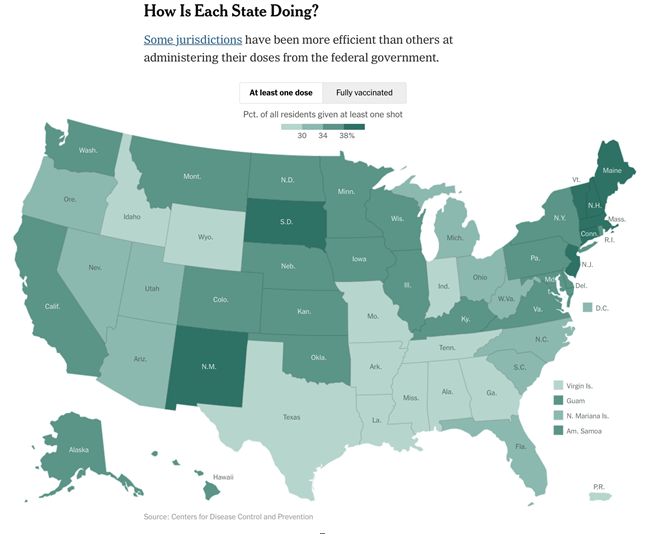 How Is Each State Doing?
Some jurisdictions have been more efficient than others at
administering their doses from the federal government.
At least one dose Fully vaccinated
Pct. of all residents given at least one shot
30 34 38%
Wash.
Mont.
N.D.
Minn.
Maine
Vt.
N.H.
Ore.
Idaho
S.D.
Wis.
N.Y.
Mass.
Conn.
R.I.
Wyo.
Mich.
Iowa
Neb.
Pa.
N.J.
Nev.
Utah
Colo.
Ill.
Ind.
Ohio
Md.
Del.
W.Va.
Va.
D.C.
Calif.
Kan.
Mo.
Ky.
N.C.
Tenn.
Ariz.
N.M.
Okla.
Ark.
S.C.
Miss.
Ala.
Ga.
Texas
La.
Fla.
Virgin Is.
Guam
N. Mariana Is.
Am. Samoa
Alaska
Hawaii
P.R.
Source: Centers for Disease Control and Prevention